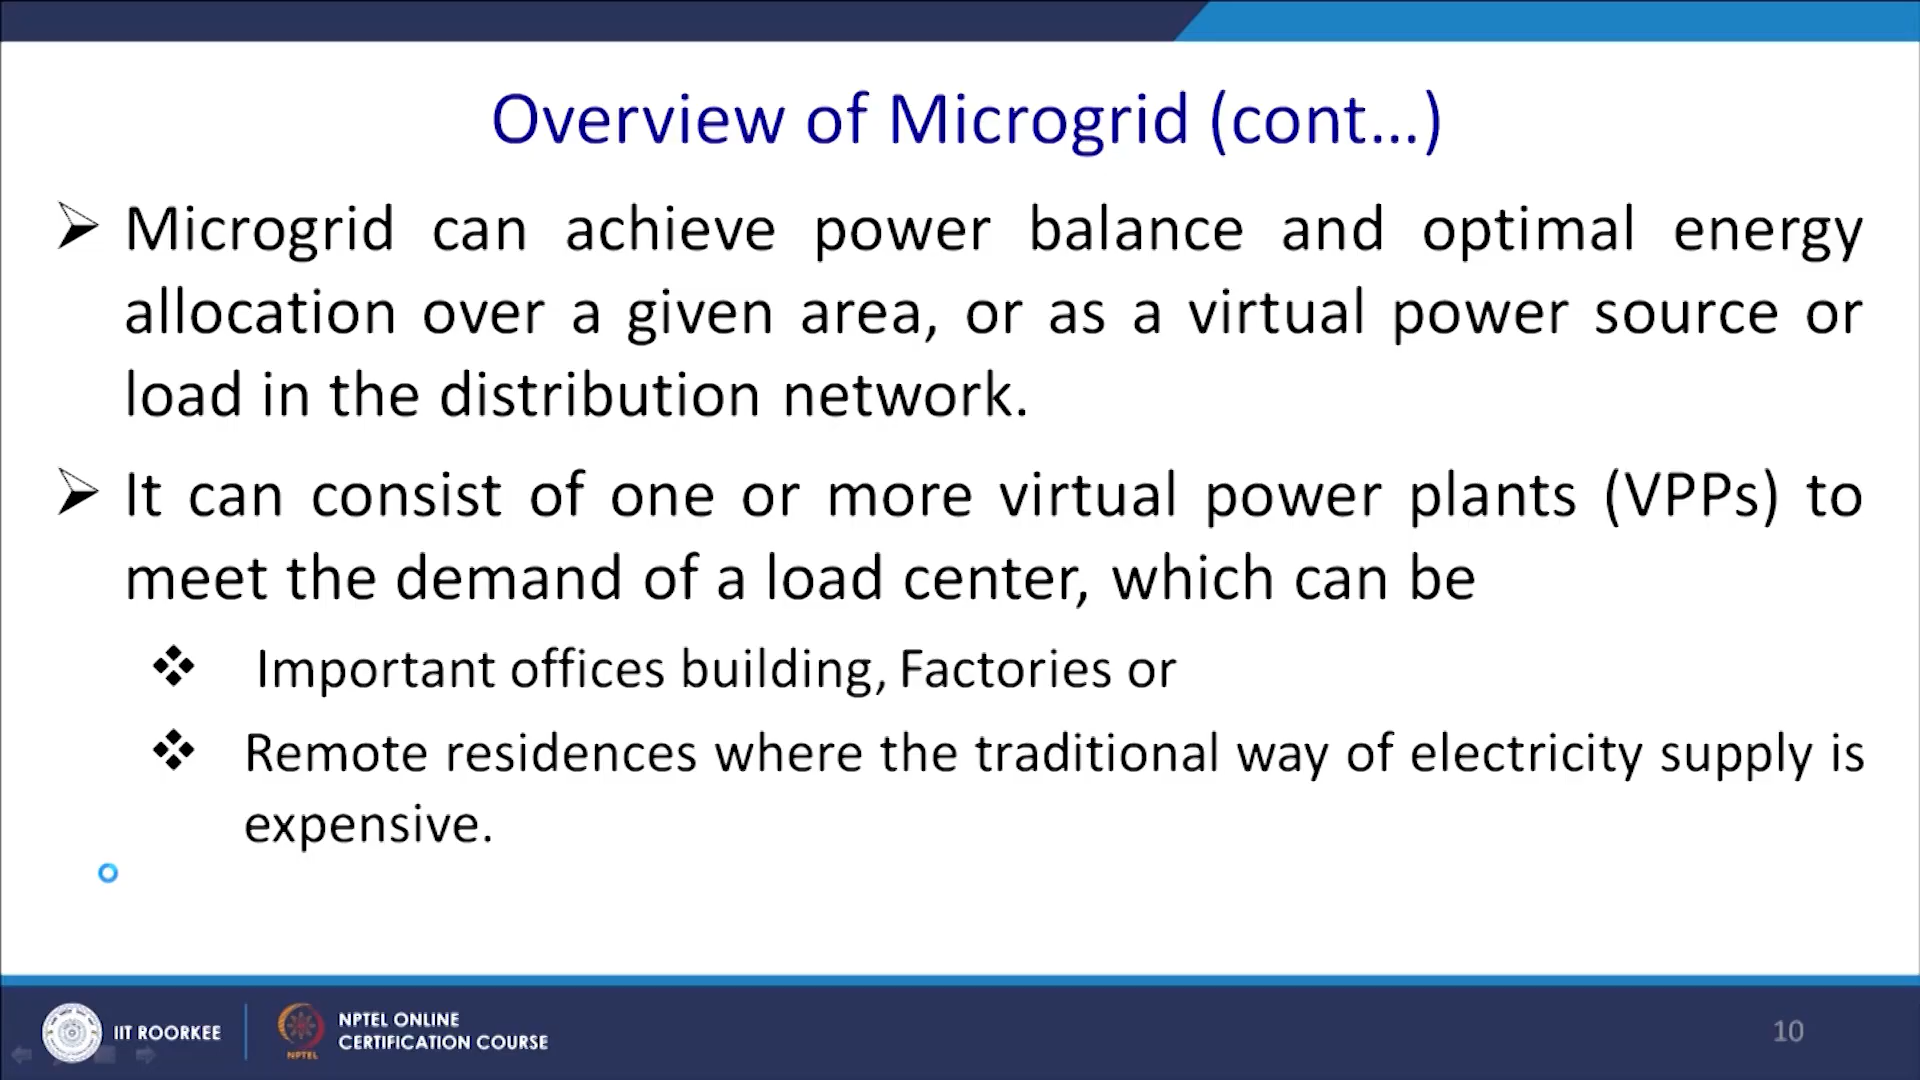 Overview of Microgrid (cont...)
Microgrid can achieve power balance and optimal energy
allocation over a given area, or as a virtual power source or
load in the distribution network.
It can consist of one or more virtual power plants (VPPs) to
meet the demand of a load center, which can be
Important offices building, Factories or
Remote residences where the traditional way of electricity supply is
expensive.
IIT ROORKEE
NPTEL
NPTEL ONLINE
CERTIFICATION COURSE
10